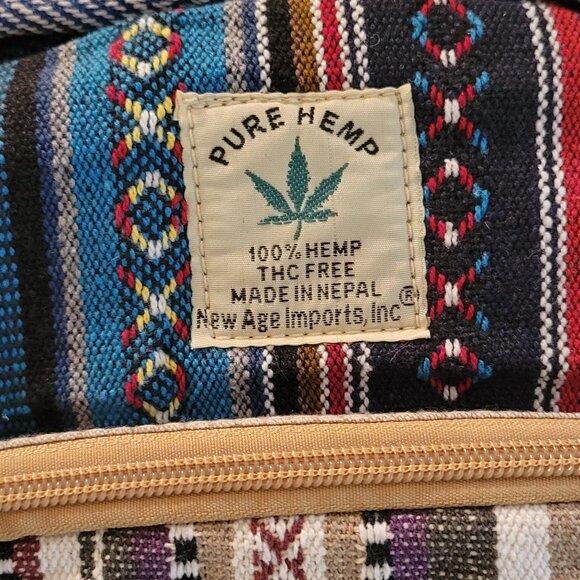 PURE HEMP
100% HEMP
THC FREE
MADE IN NEPAL
New Age Imports, Inc®